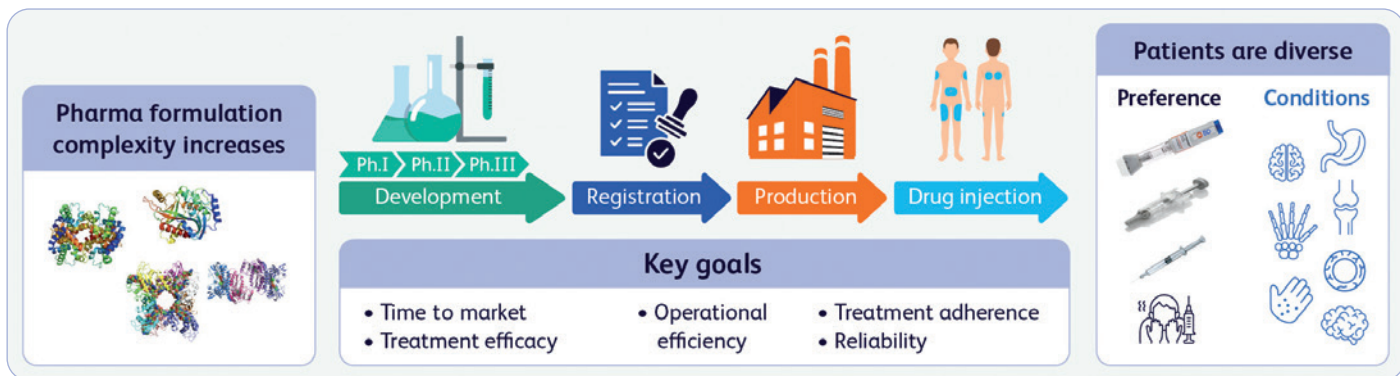 Pharma formulation
complexity increases
Ph.I
Ph.II
Ph.III
Development
Registration
Production
Drug injection
Key goals
• Time to market
• Treatment efficacy
• Operational
efficiency
• Treatment adherence
• Reliability
Patients are diverse
Preference
Conditions